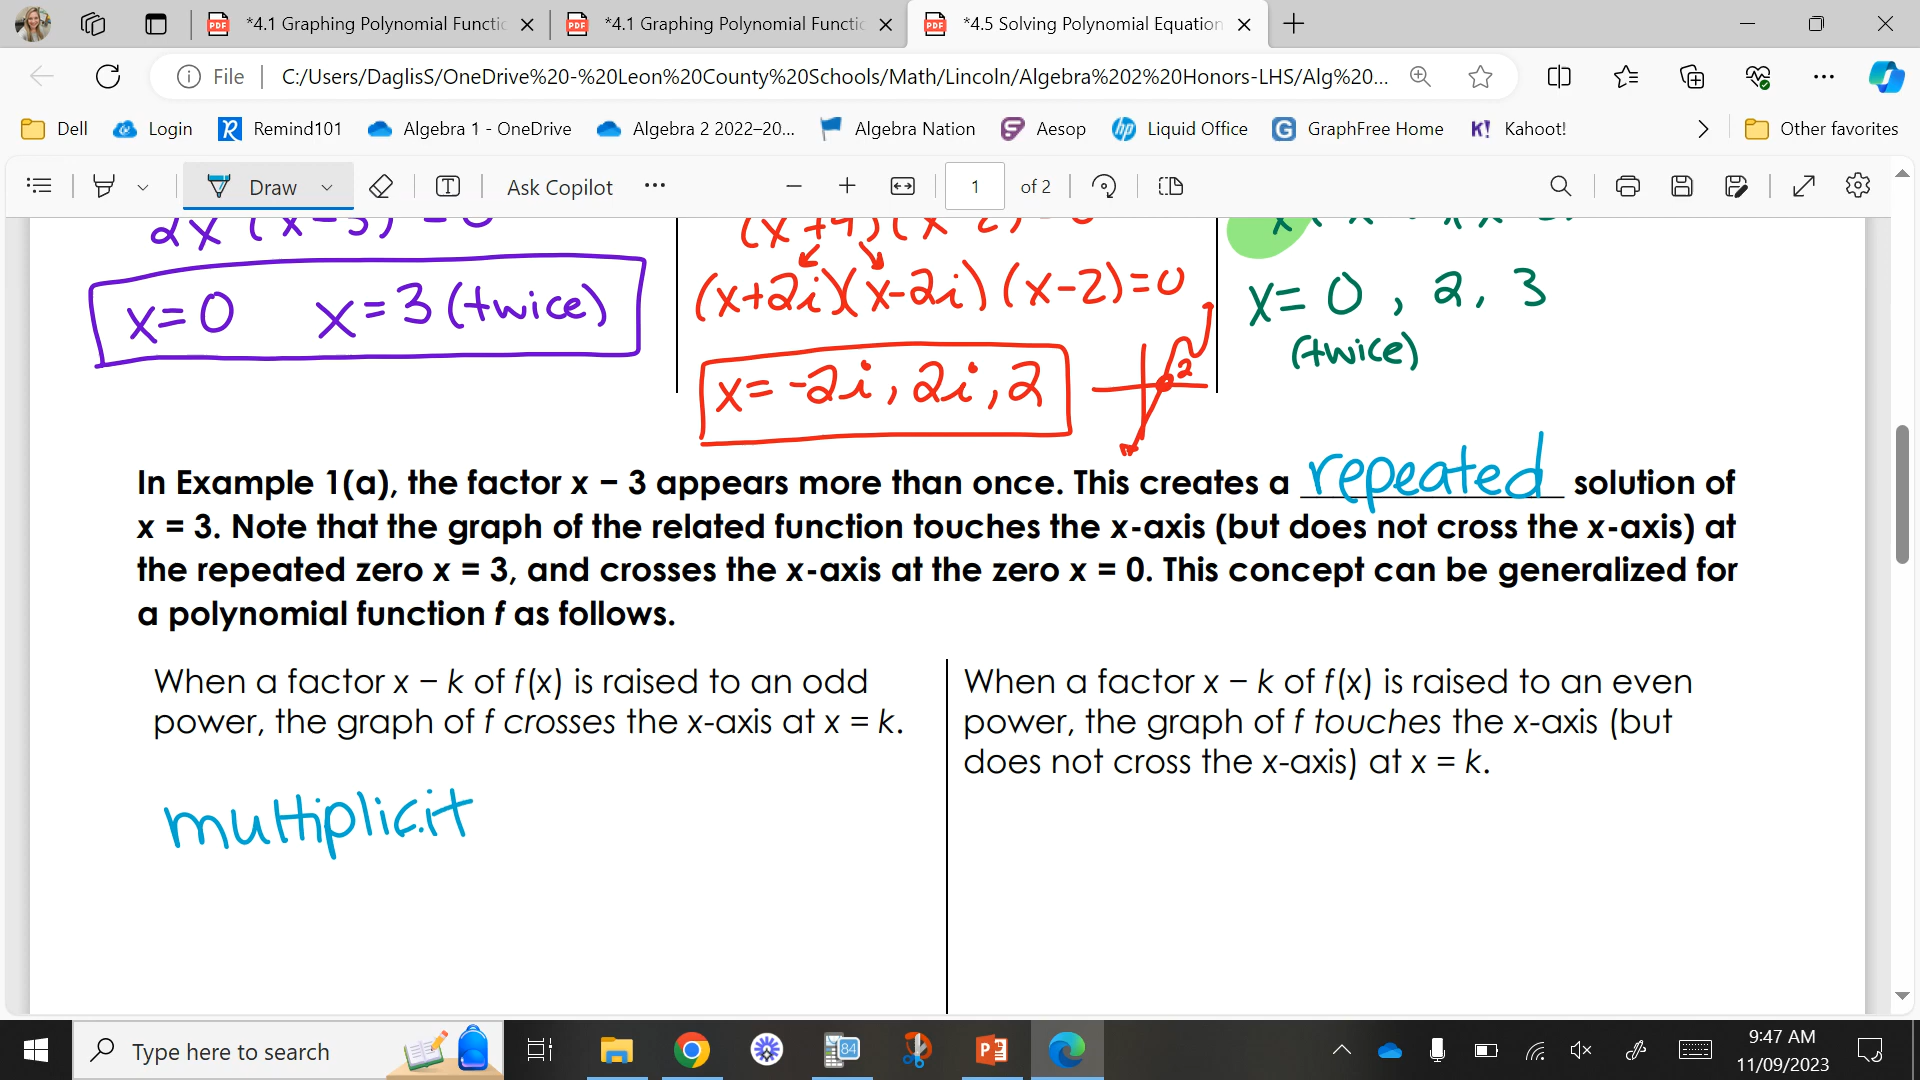 *4.1 Graphing Polynomial Functic
*4.1 Graphing Polynomial Functic
*4.5 Solving Polynomial Equation
File
C:/Users/DaglisS/OneDrive%20-%20Leon%20County%20Schools/Math/Lincoln/Algebra%202%20Honors-LHS/Alg%20...
Dell Login Remind101 Algebra 1 - OneDrive Algebra 2 2022–20... Algebra Nation Aesop Liquid Office GraphFree Home Kahoot! Other favorites
Draw Ask Copilot 1 of 2
2x (x-3) = 0
x=0 x=3 (twice)
(x+2i)(x-2i)(x-2)=0
x= -2i, 2i, 2
2
x= 0, 2, 3
(twice)
In Example 1(a), the factor x − 3 appears more than once. This creates a repeated solution of
x = 3. Note that the graph of the related function touches the x-axis (but does not cross the x-axis) at
the repeated zero x = 3, and crosses the x-axis at the zero x = 0. This concept can be generalized for
a polynomial function f as follows.
When a factor x − k of f(x) is raised to an odd
power, the graph of f crosses the x-axis at x = k.
multiplicit
When a factor x − k of f(x) is raised to an even
power, the graph of f touches the x-axis (but
does not cross the x-axis) at x = k.
Type here to search
84
9:47 AM
11/09/2023